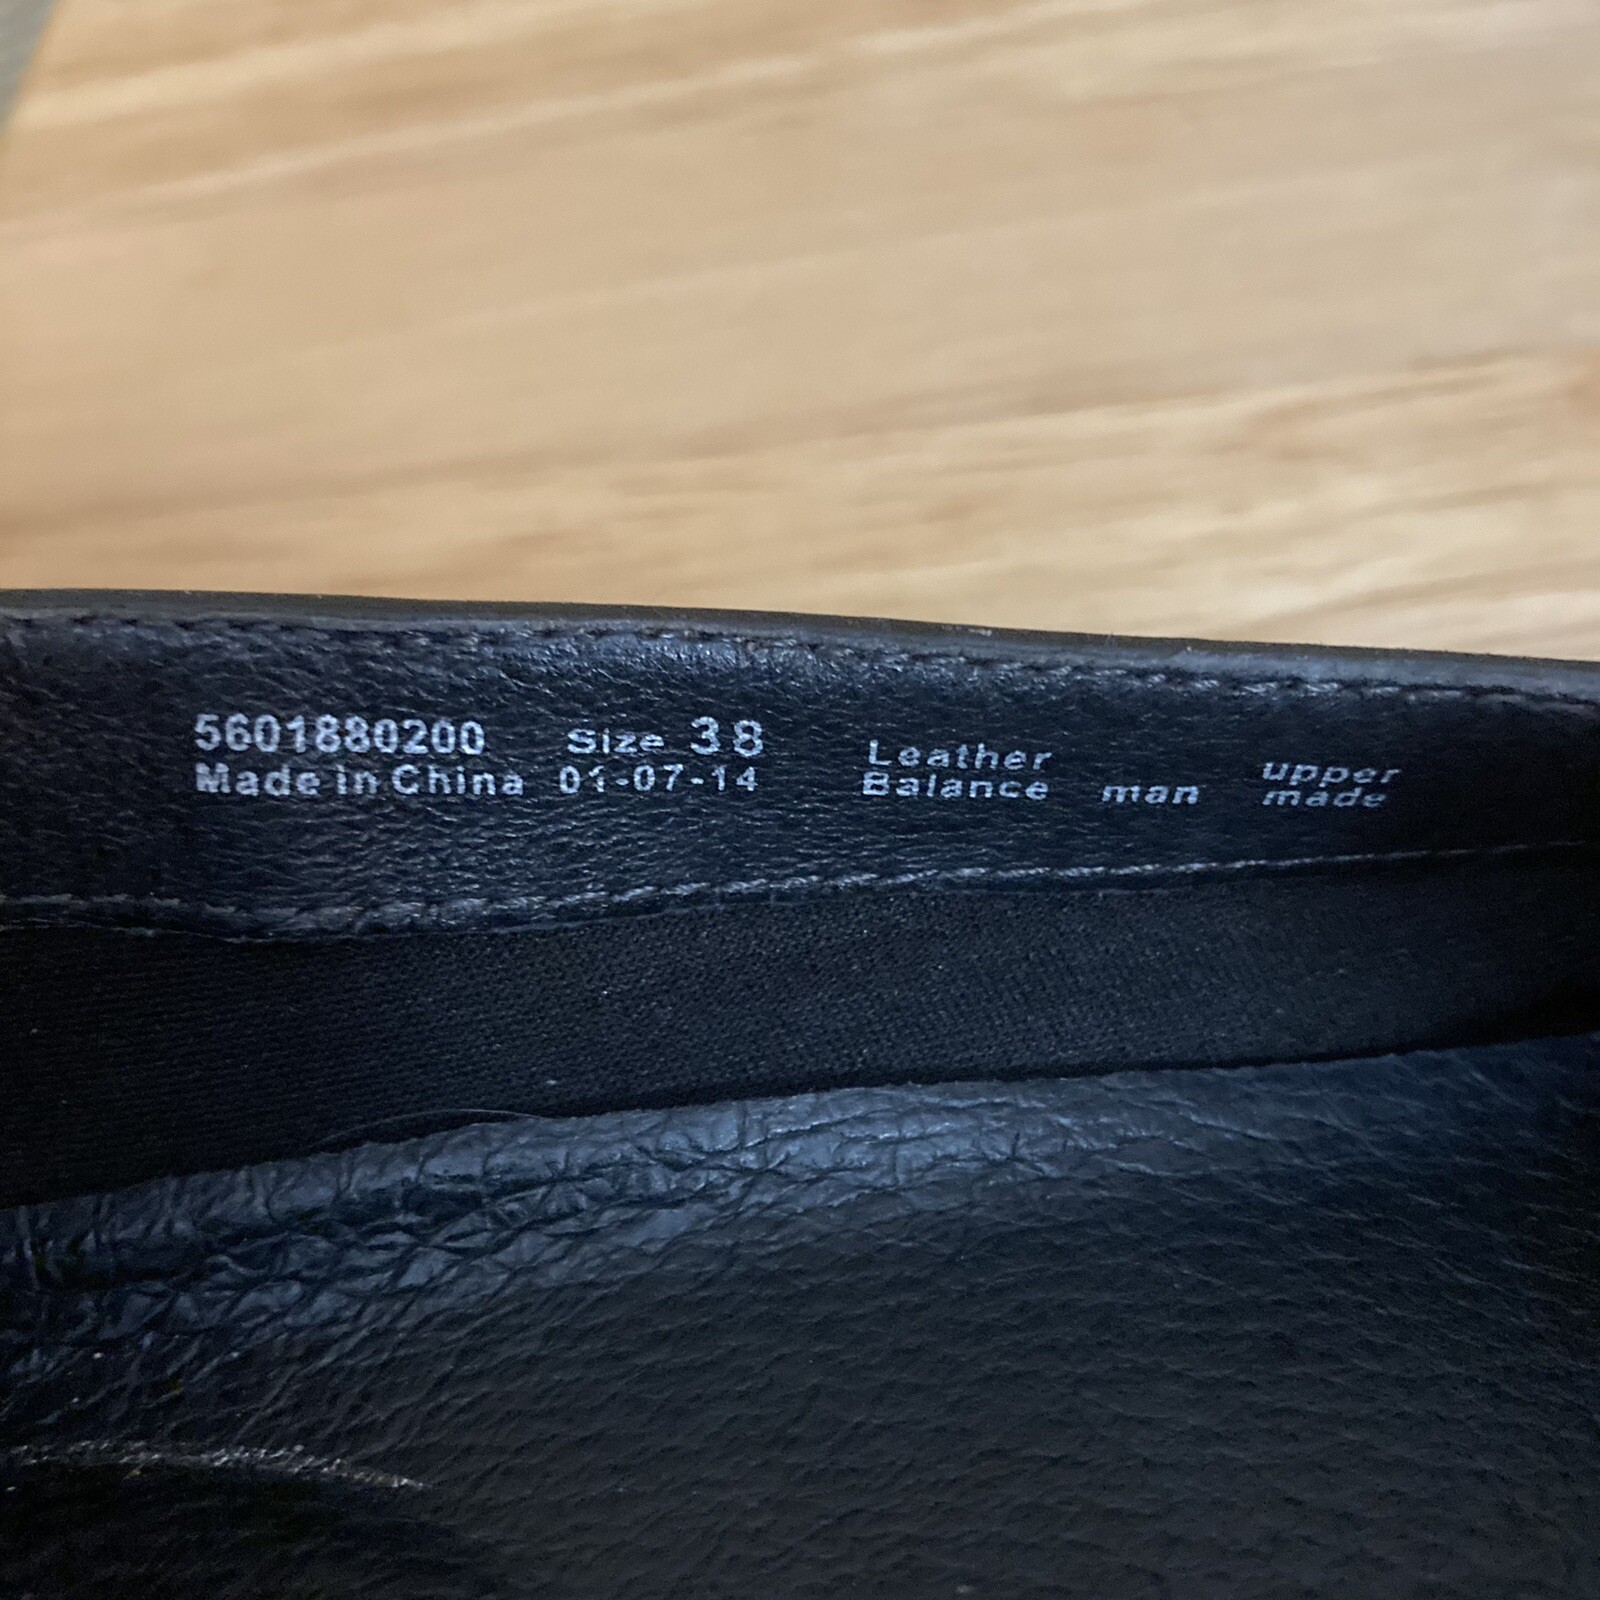 5601880200 Size 38 Leather upper
Made in China 01-07-14 Balance man made